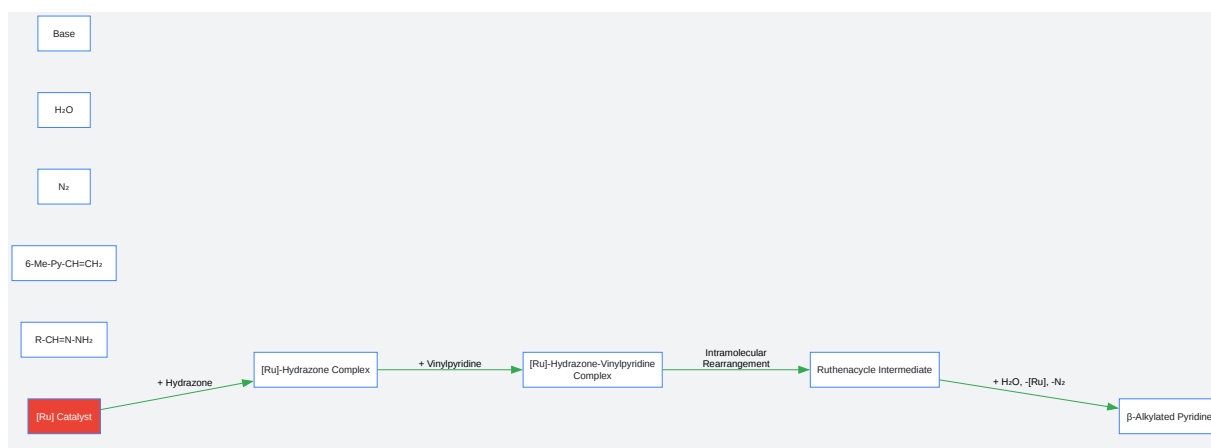 Base
H₂O
N₂
6-Me-Py-CH=CH₂
R-CH=N-NH₂
[Ru] Catalyst
+ Hydrazone
[Ru]-Hydrazone Complex
+ Vinylpyridine
[Ru]-Hydrazone-Vinylpyridine
Complex
Intramolecular
Rearrangement
Ruthenacycle Intermediate
+ H₂O, -[Ru], -N₂
β-Alkylated Pyridine